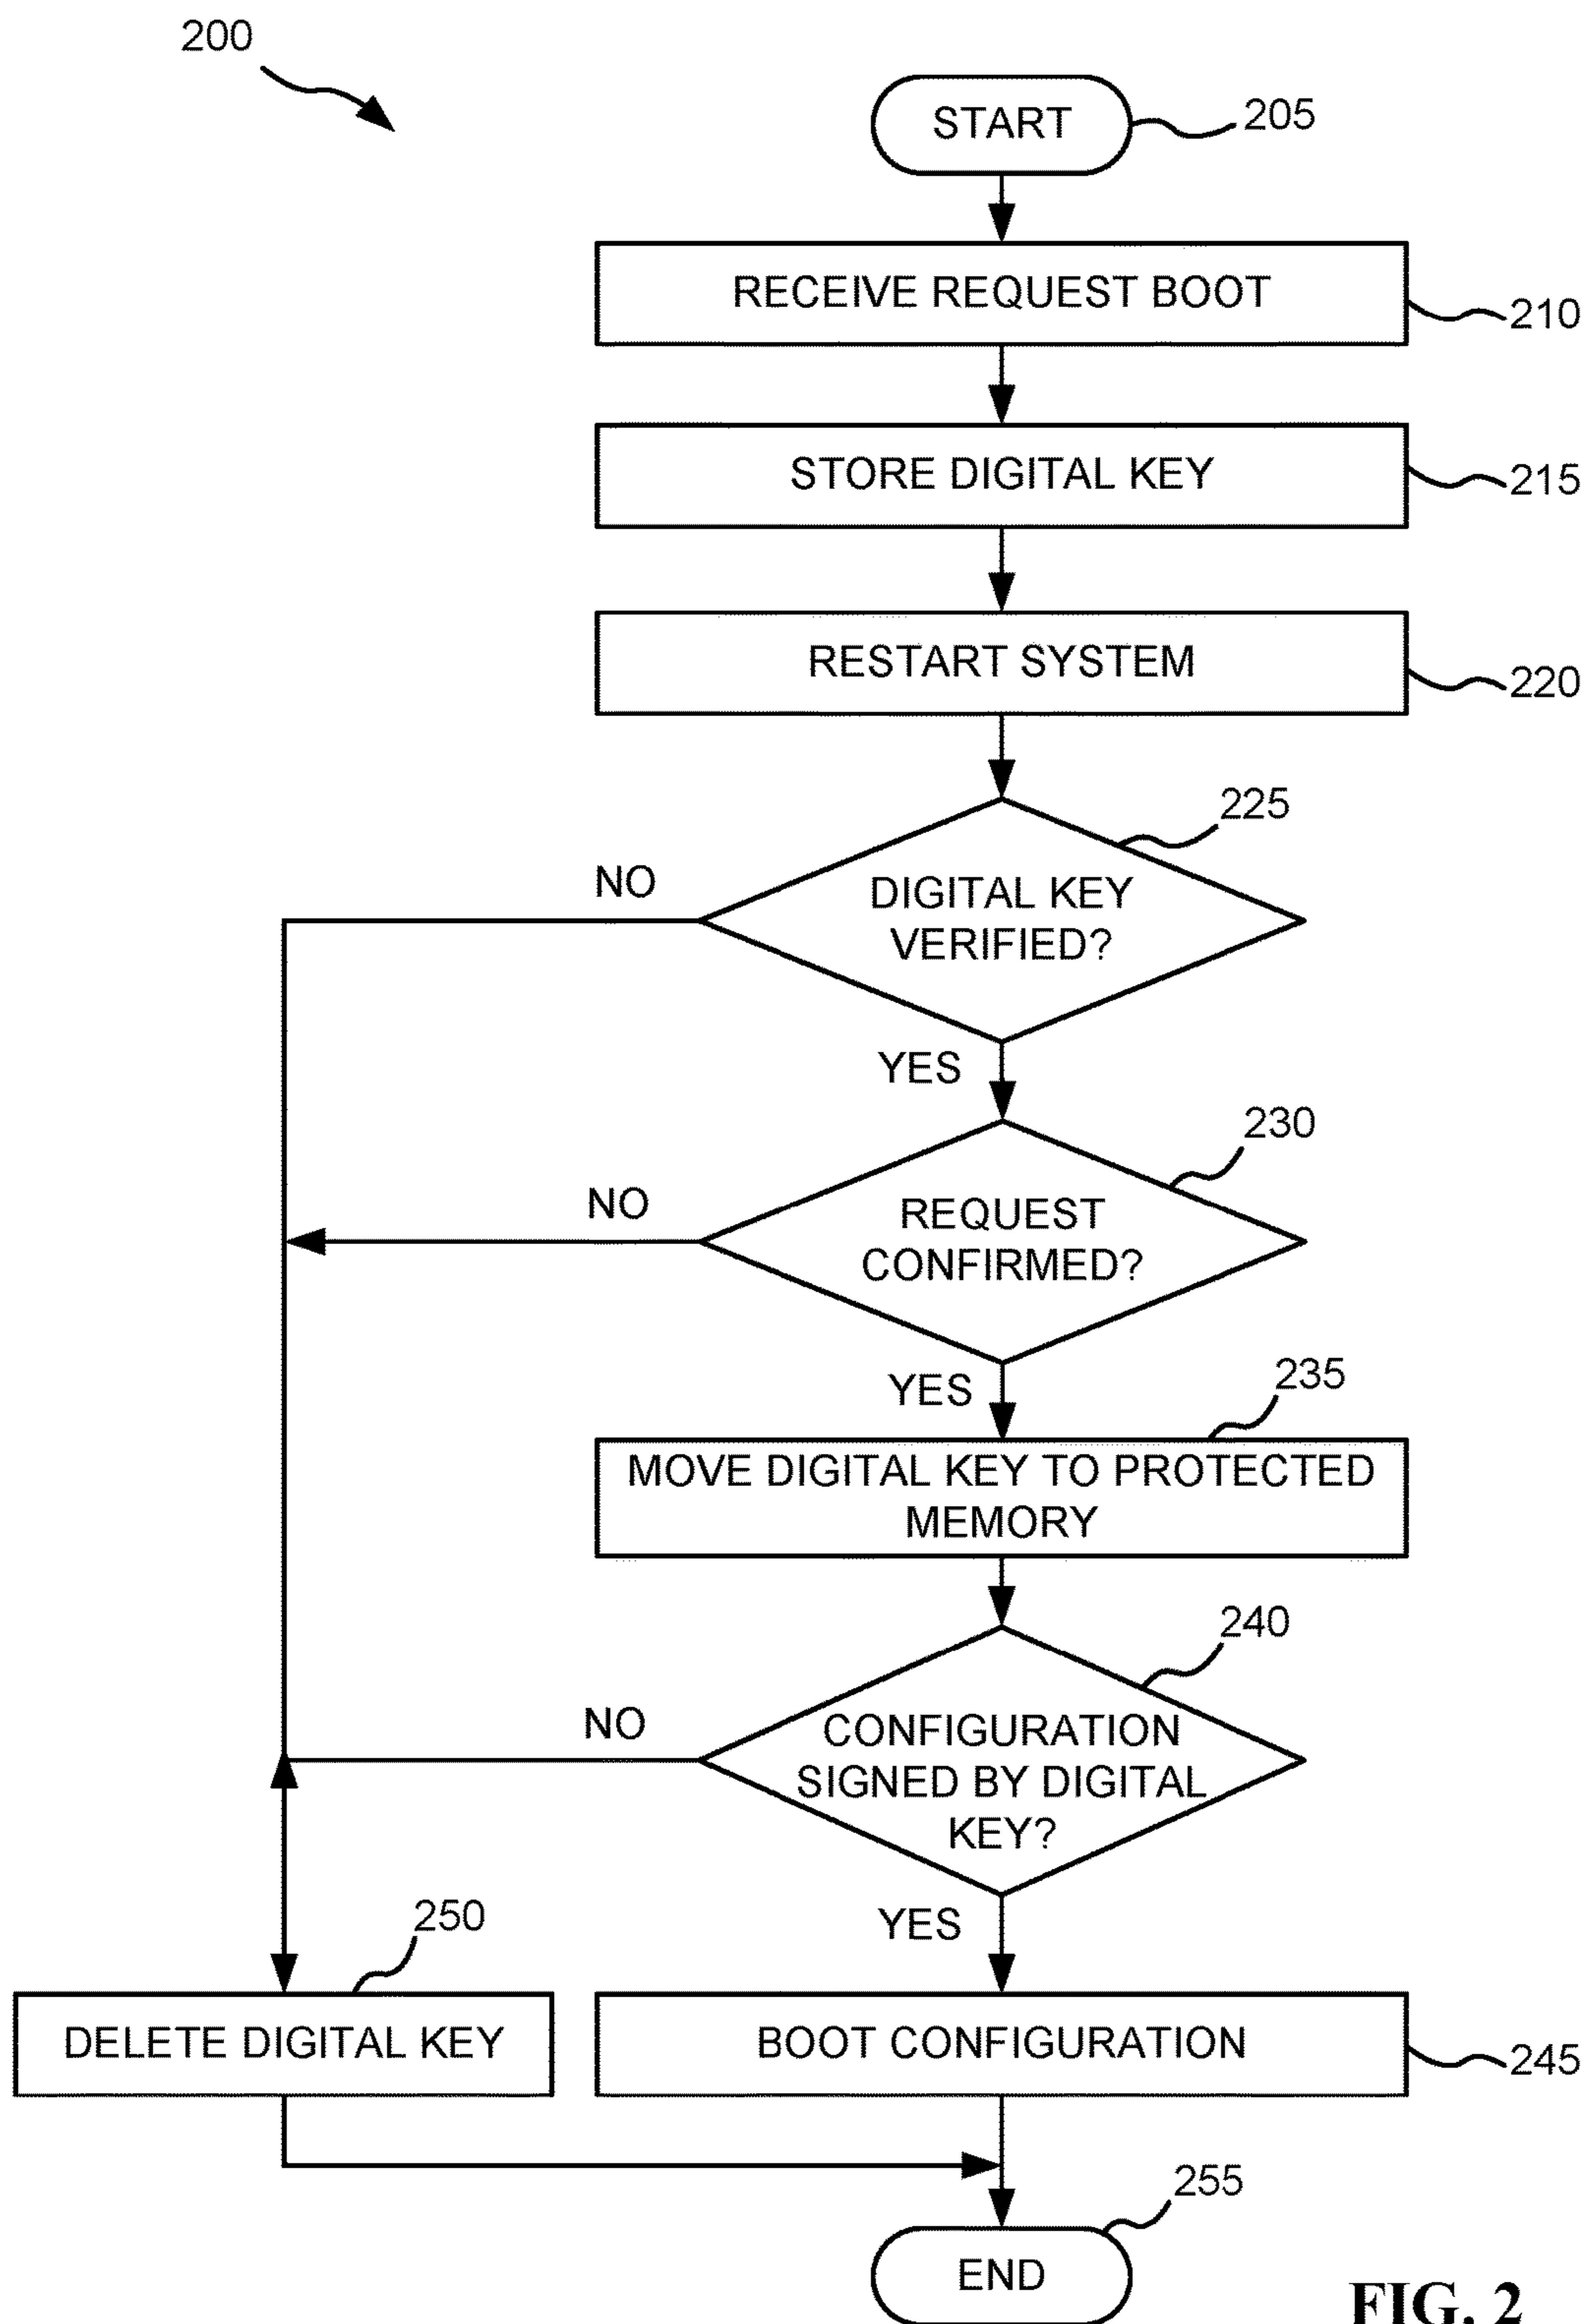 200
START
205
RECEIVE REQUEST BOOT
210
STORE DIGITAL KEY
215
RESTART SYSTEM
220
225
NO
DIGITAL KEY
VERIFIED?
YES
230
NO
REQUEST
CONFIRMED?
YES
235
MOVE DIGITAL KEY TO PROTECTED
MEMORY
240
NO
CONFIGURATION
SIGNED BY DIGITAL
KEY?
YES
250
DELETE DIGITAL KEY
BOOT CONFIGURATION
245
255
END
FIG. 2